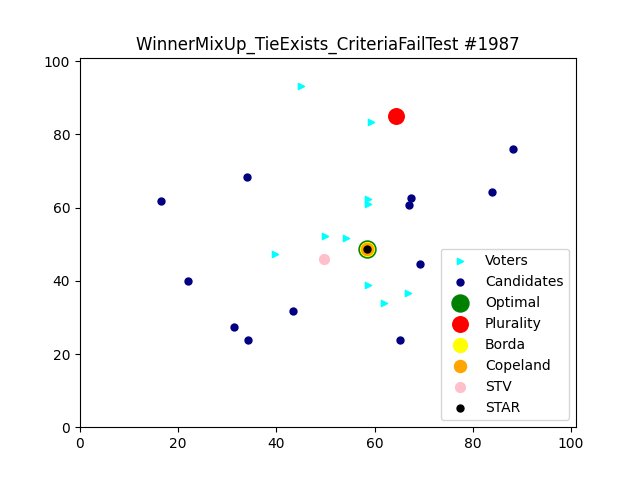 WinnerMixUp_TieExists_CriteriaFailTest #1987
100
80
60
40
20
0
0 20 40 60 80 100
Voters
Candidates
Optimal
Plurality
Borda
Copeland
STV
STAR